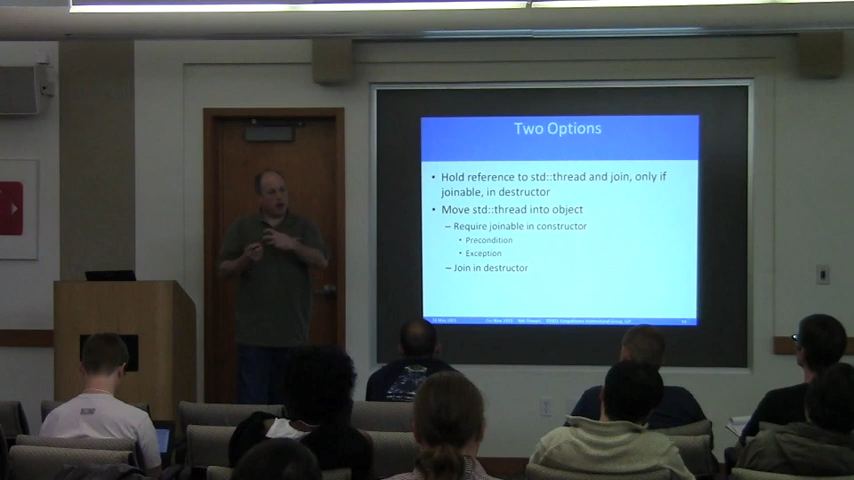 Two Options
• Hold reference to std::thread and join, only if
joinable, in destructor
• Move std::thread into object
– Require joinable in constructor
• Precondition
• Exception
– Join in destructor